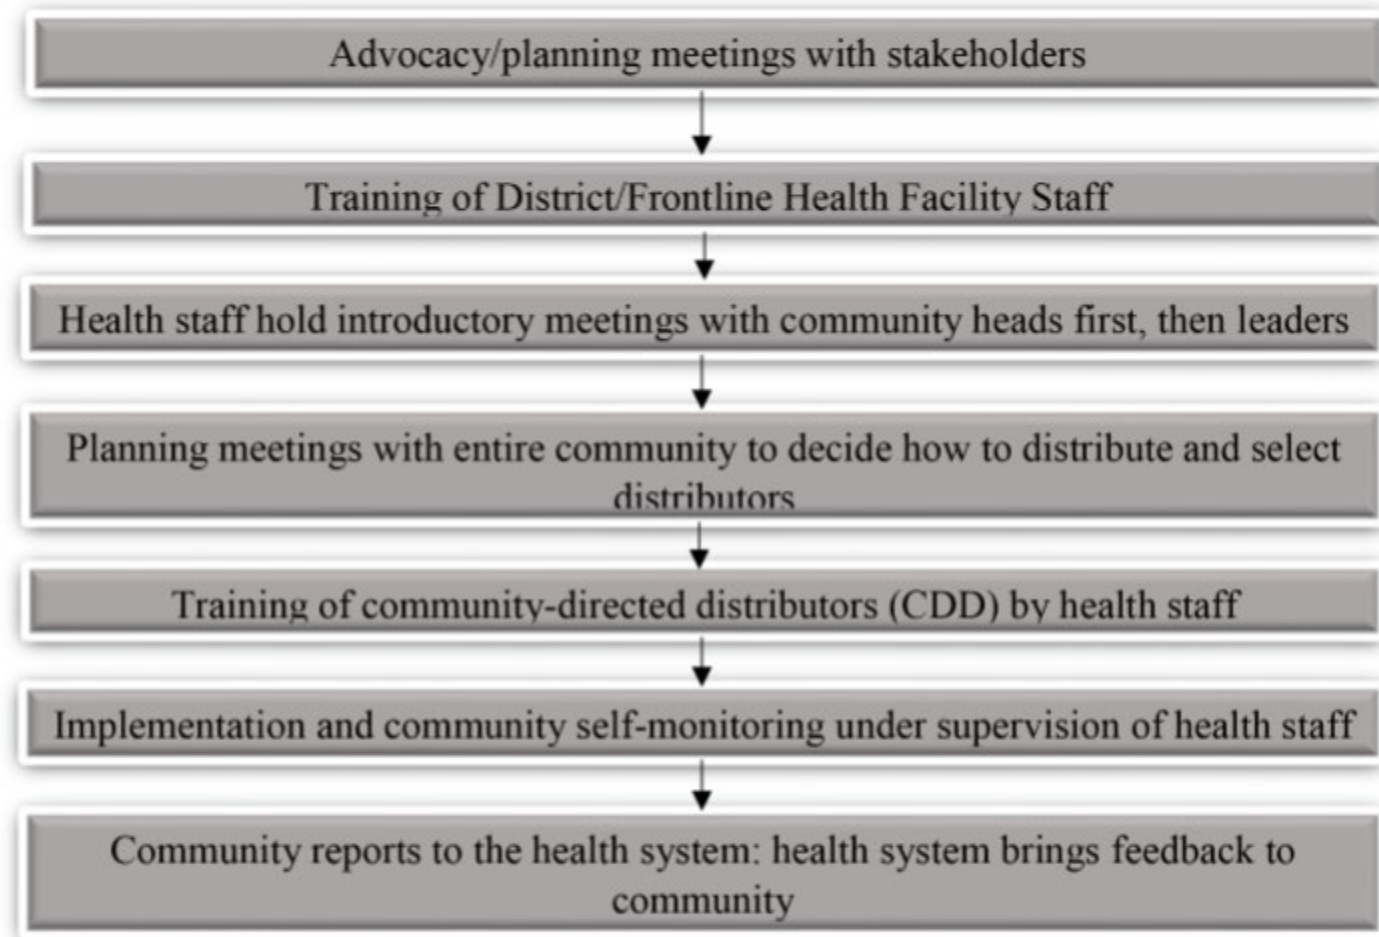 Advocacy/planning meetings with stakeholders
Training of District/Frontline Health Facility Staff
Health staff hold introductory meetings with community heads first, then leaders
Planning meetings with entire community to decide how to distribute and select
distributors
Training of community-directed distributors (CDD) by health staff
Implementation and community self-monitoring under supervision of health staff
Community reports to the health system: health system brings feedback to
community